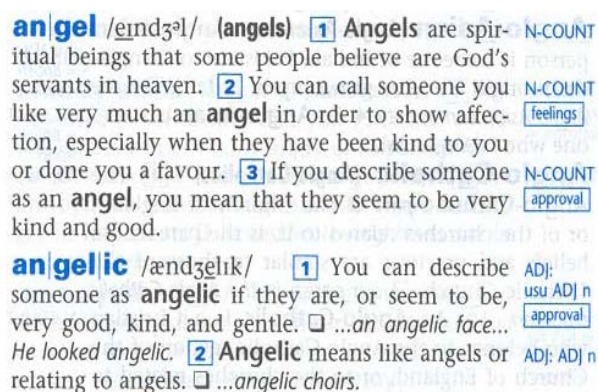 an|gel /eɪndʒᵊl/ (angels) 1 Angels are spir- N-COUNT
itual beings that some people believe are God's
servants in heaven. 2 You can call someone you N-COUNT
like very much an angel in order to show affec- feelings
tion, especially when they have been kind to you
or done you a favour. 3 If you describe someone N-COUNT
as an angel, you mean that they seem to be very approval
kind and good.
an|gel|ic /ændʒelɪk/ 1 You can describe ADJ:
someone as angelic if they are, or seem to be, usu ADJ n
very good, kind, and gentle. ❑ ...an angelic face... approval
He looked angelic. 2 Angelic means like angels or ADJ: ADJ n
relating to angels. ❑ ...angelic choirs.